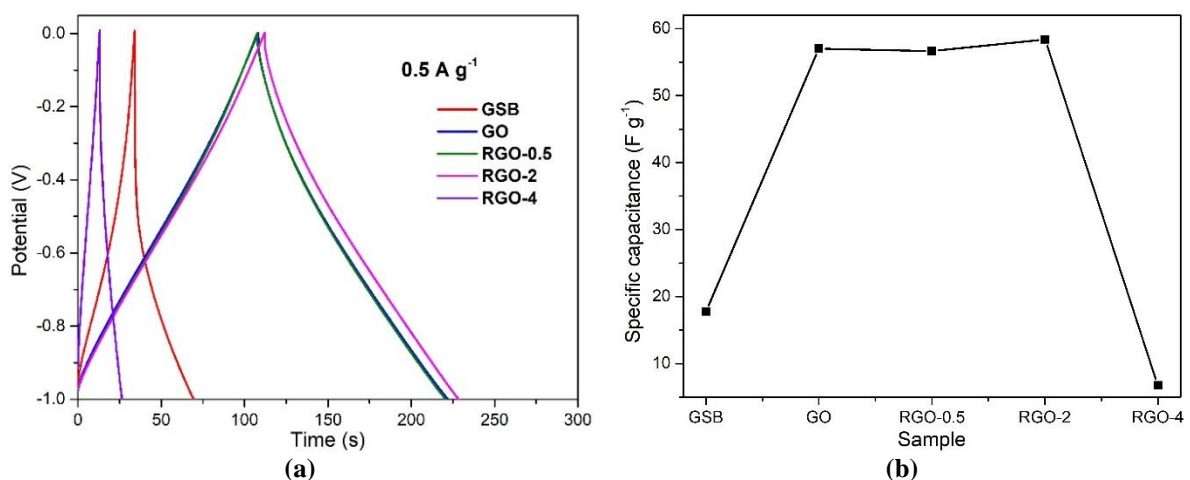 0.5 A g-1
GSB
GO
RGO-0.5
RGO-2
RGO-4
Potential (V)
0.0
-0.2
-0.4
-0.6
-0.8
-1.0
0 50 100 150 200 250 300
Time (s)
(a)
Specific capacitance (F g-1)
60
50
40
30
20
10
GSB GO RGO-0.5 RGO-2 RGO-4
Sample
(b)